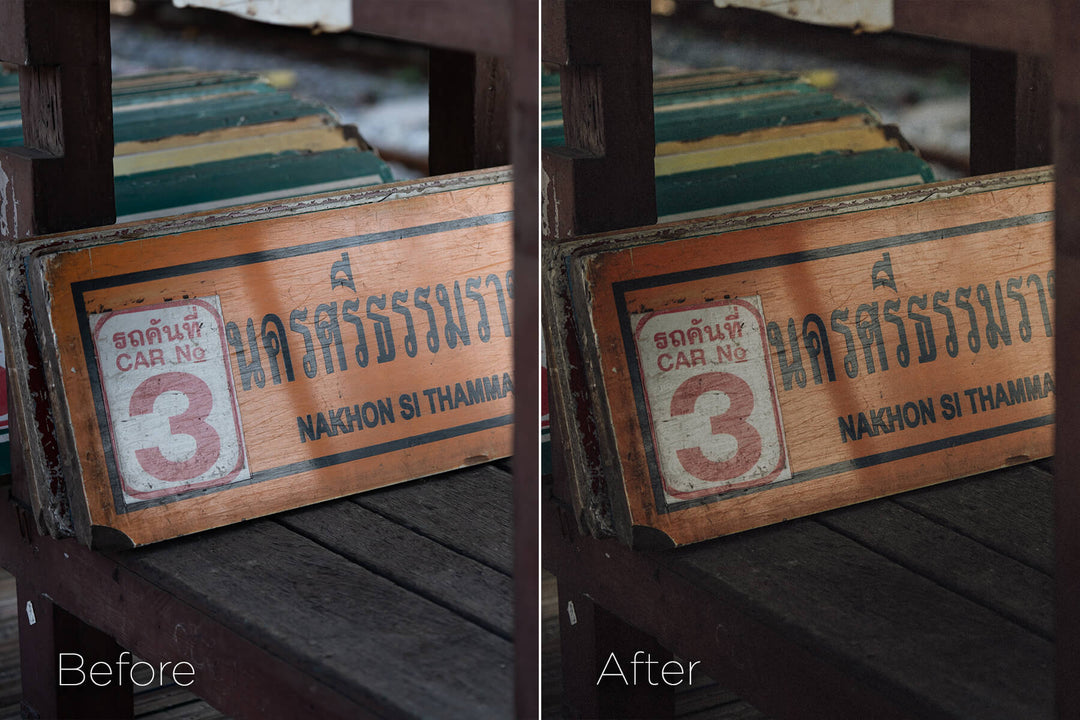 รถคันที่
CAR. No
3
นครศรีธรรมรา
NAKHON SI THAMMA
Before
รถคันที่
CAR. No
3
นครศรีธรรมรา
NAKHON SI THAMMA
After